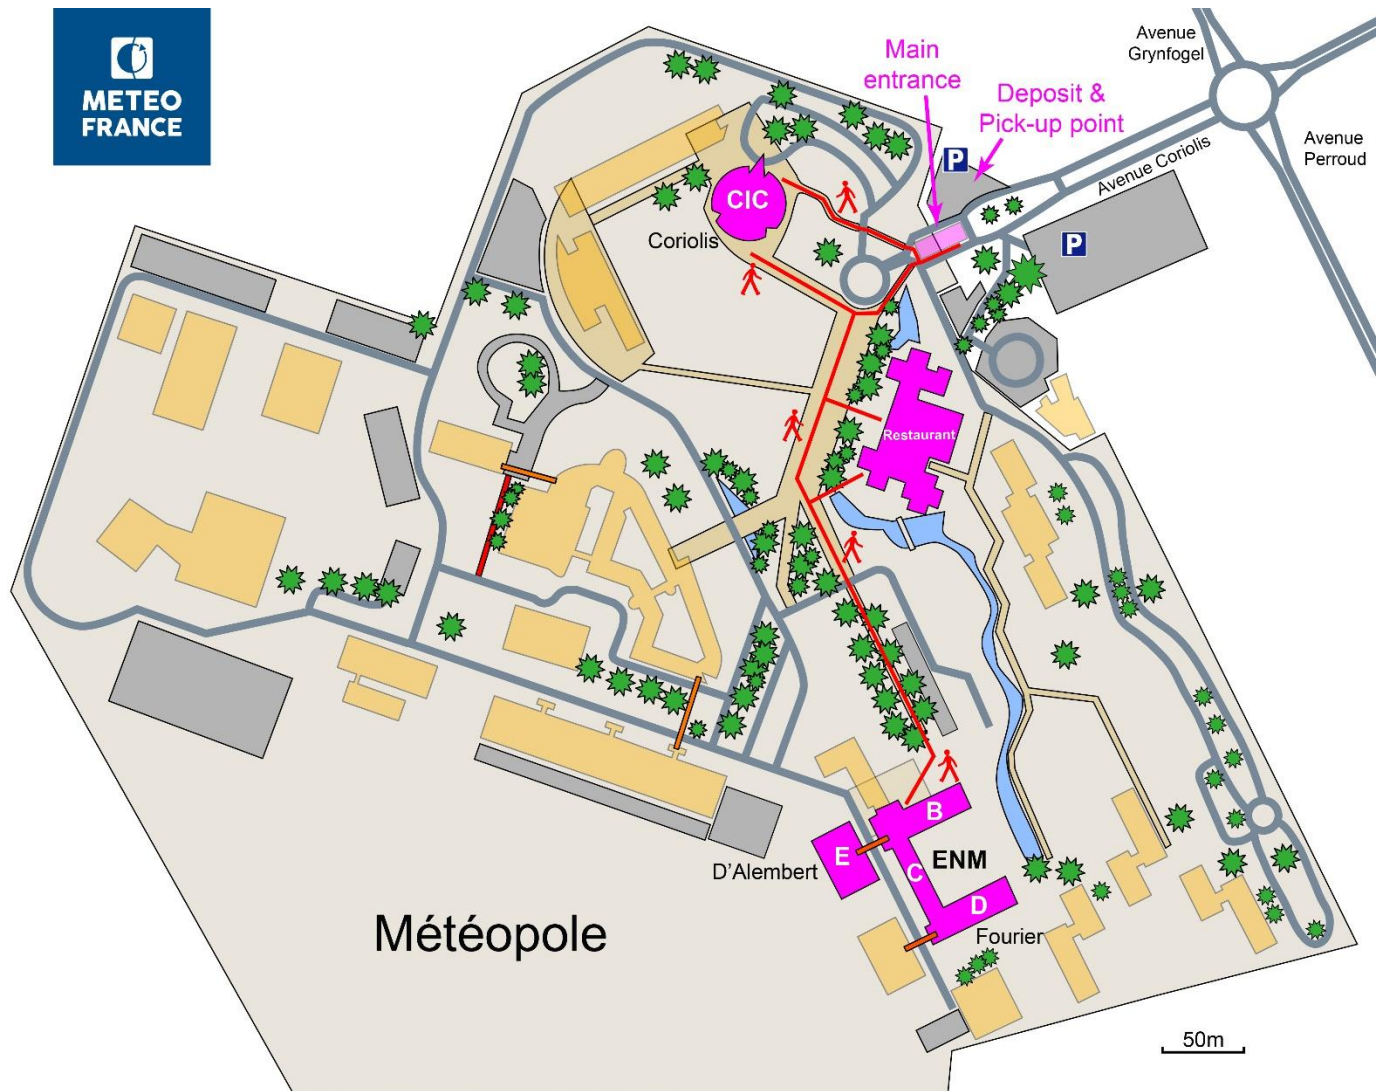 METEO
FRANCE
Avenue
Grynfogel
Main
entrance
Deposit &
Pick-up point
P
Avenue Coriolis
Avenue
Perroud
CIC
Coriolis
P
Restaurant
B
E
C
ENM
D'Alembert
D
Fourier
Météopole
50m